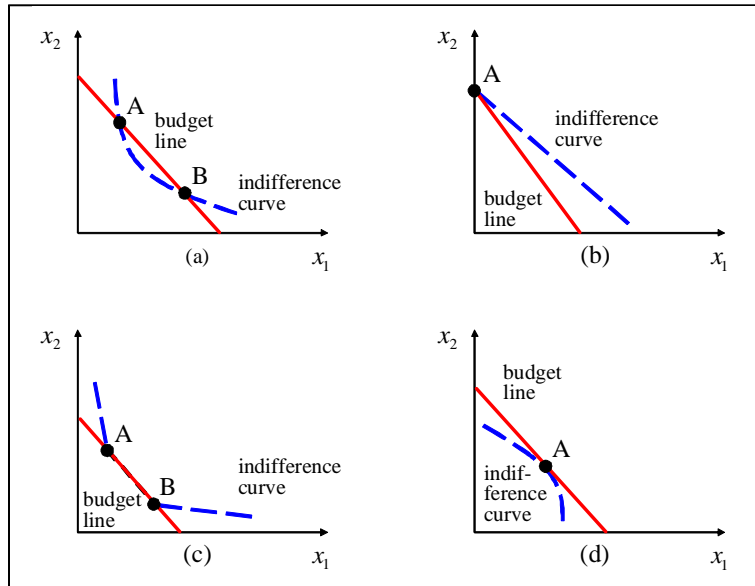 x2
A
budget
line
B
indifference
curve
(a)
x1
x2
A
indifference
curve
budget
line
(b)
x1
x2
A
B
indifference
curve
budget
line
(c)
x1
x2
budget
line
A
indif-
ference
curve
(d)
x1